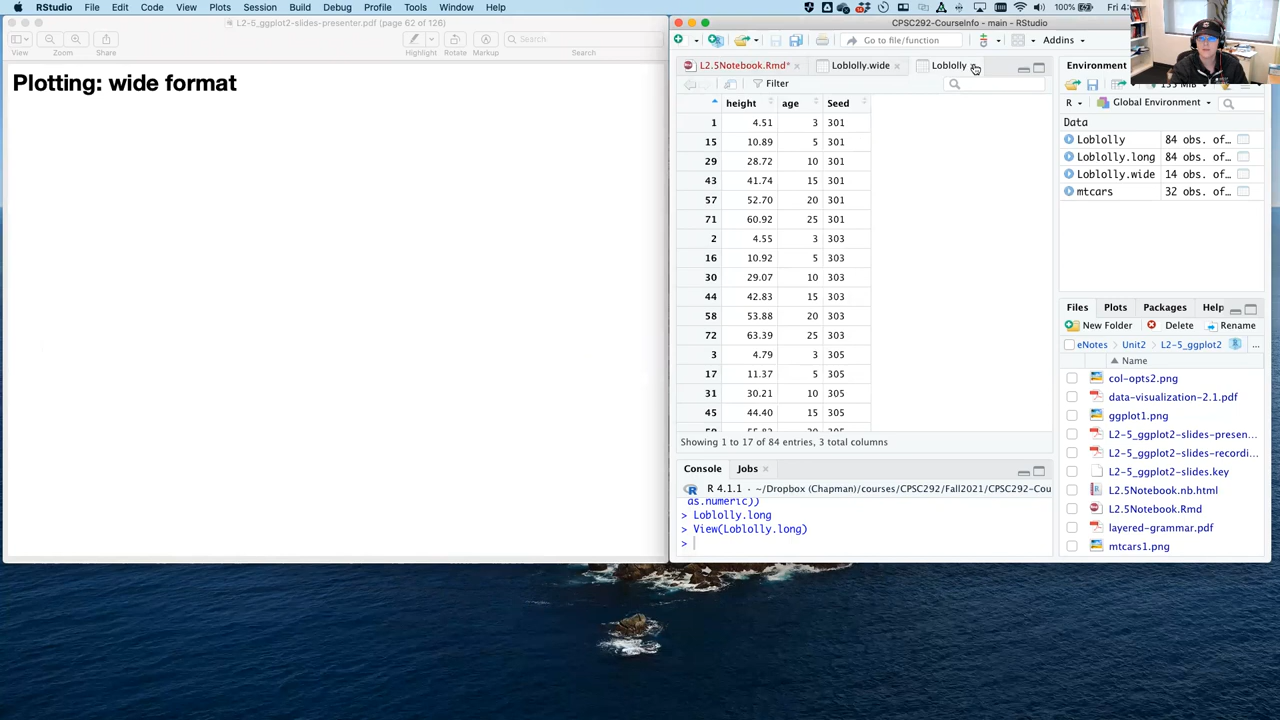 RStudio File Edit Code View Plots Session Build Debug Profile Tools Window Help 100% Fri 4:
L2-5_ggplot2-slides-presenter.pdf (page 62 of 126)
View Zoom Share Highlight Rotate Markup Search
Search
Plotting: wide format
CPSC292-CourseInfo - main - RStudio
Go to file/function Addins
L2.5Notebook.Rmd* Loblolly.wide Loblolly
Filter
height age Seed
1 4.51 3 301
15 10.89 5 301
29 28.72 10 301
43 41.74 15 301
57 52.70 20 301
71 60.92 25 301
2 4.55 3 303
16 10.92 5 303
30 29.07 10 303
44 42.83 15 303
58 53.88 20 303
72 63.39 25 303
3 4.79 3 305
17 11.37 5 305
31 30.21 10 305
45 44.40 15 305
Showing 1 to 17 of 84 entries, 3 total columns
Console Jobs
R 4.1.1 · ~/Dropbox (Chapman)/courses/CPSC292/Fall2021/CPSC292-Cou
as.numeric))
> Loblolly.long
> View(Loblolly.long)
>
Environment
R Global Environment
Data
Loblolly 84 obs. of…
Loblolly.long 84 obs. of…
Loblolly.wide 14 obs. of…
mtcars 32 obs. of…
Files Plots Packages Help
New Folder Delete Rename
eNotes Unit2 L2-5_ggplot2 ...
Name
col-opts2.png
data-visualization-2.1.pdf
ggplot1.png
L2-5_ggplot2-slides-presen…
L2-5_ggplot2-slides-recordi…
L2-5_ggplot2-slides.key
L2.5Notebook.nb.html
L2.5Notebook.Rmd
layered-grammar.pdf
mtcars1.png